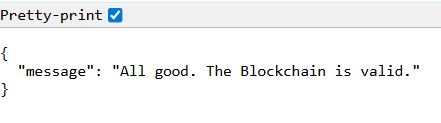 Pretty-print
{
  "message": "All good. The Blockchain is valid."
}